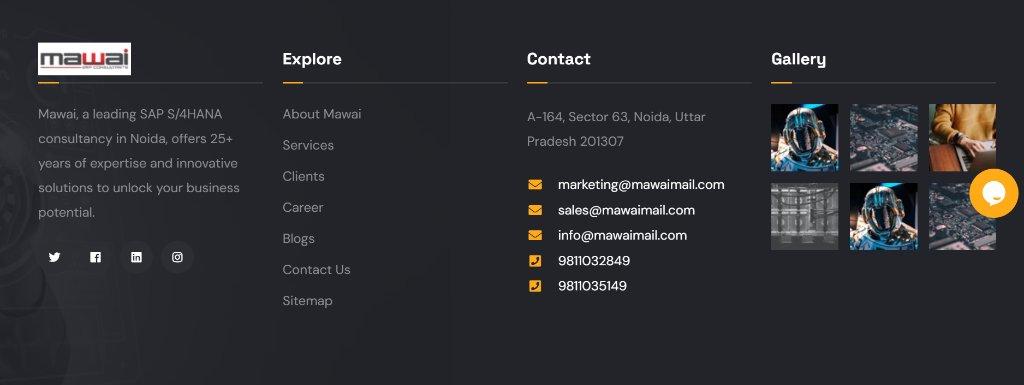 mawai
SAP CONSULTANTS
Mawai, a leading SAP S/4HANA
consultancy in Noida, offers 25+
years of expertise and innovative
solutions to unlock your business
potential.
Explore
About Mawai
Services
Clients
Career
Blogs
Contact Us
Sitemap
Contact
A-164, Sector 63, Noida, Uttar
Pradesh 201307
marketing@mawaimail.com
sales@mawaimail.com
info@mawaimail.com
9811032849
9811035149
Gallery